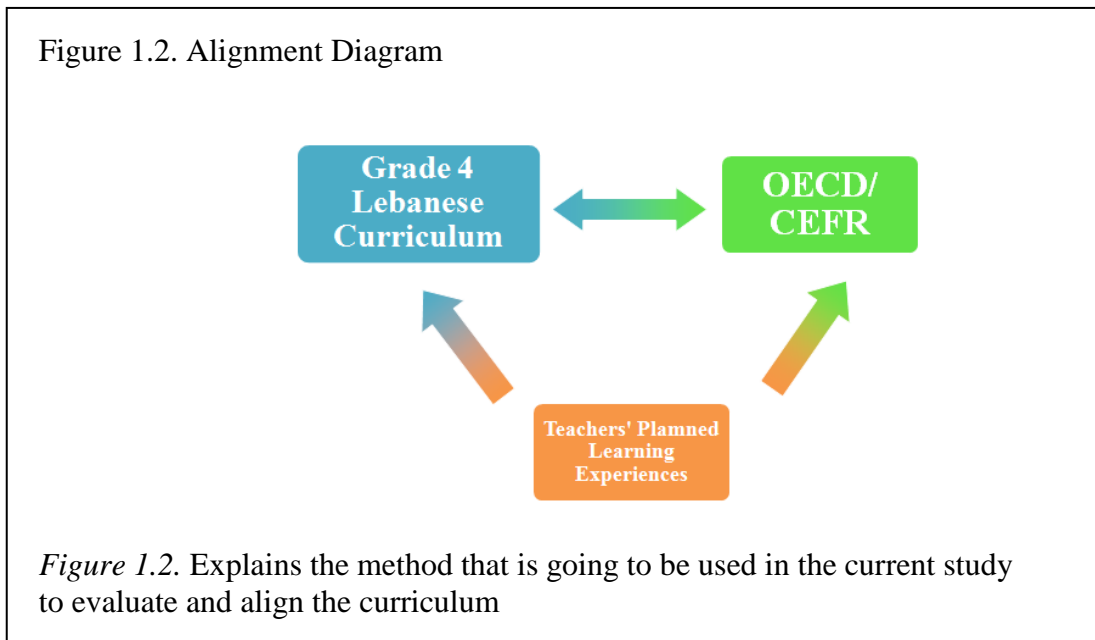 Figure 1.2. Alignment Diagram
Grade 4
Lebanese
Curriculum
OECD/
CEFR
Teachers' Plamned
Learning
Experiences
Figure 1.2. Explains the method that is going to be used in the current study
to evaluate and align the curriculum